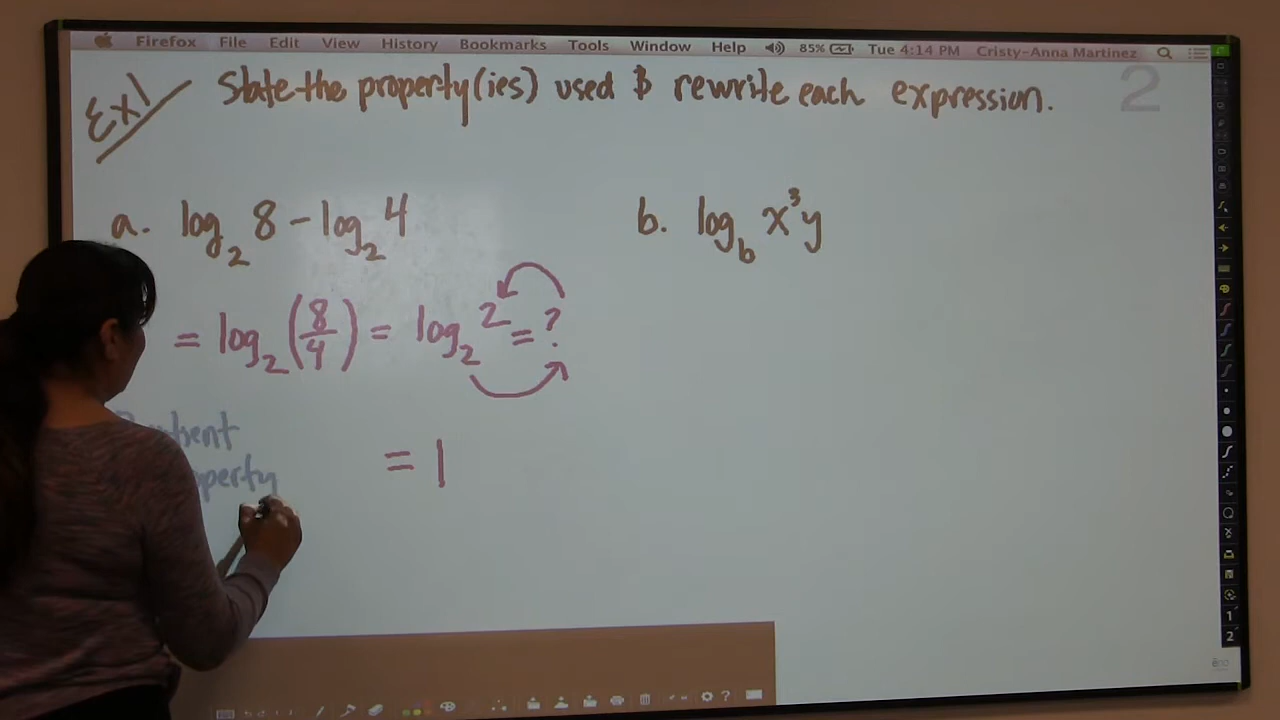 Firefox File Edit View History Bookmarks Tools Window Help 85% Tue 4:14 PM Cristy-Anna Martinez
Ex1 State the property(ies) used & rewrite each expression. 2
a. log₂ 8 - log₂ 4
= log₂ (8/4) = log₂ 2 = ?
= 1
b. log_b x³y
1
2